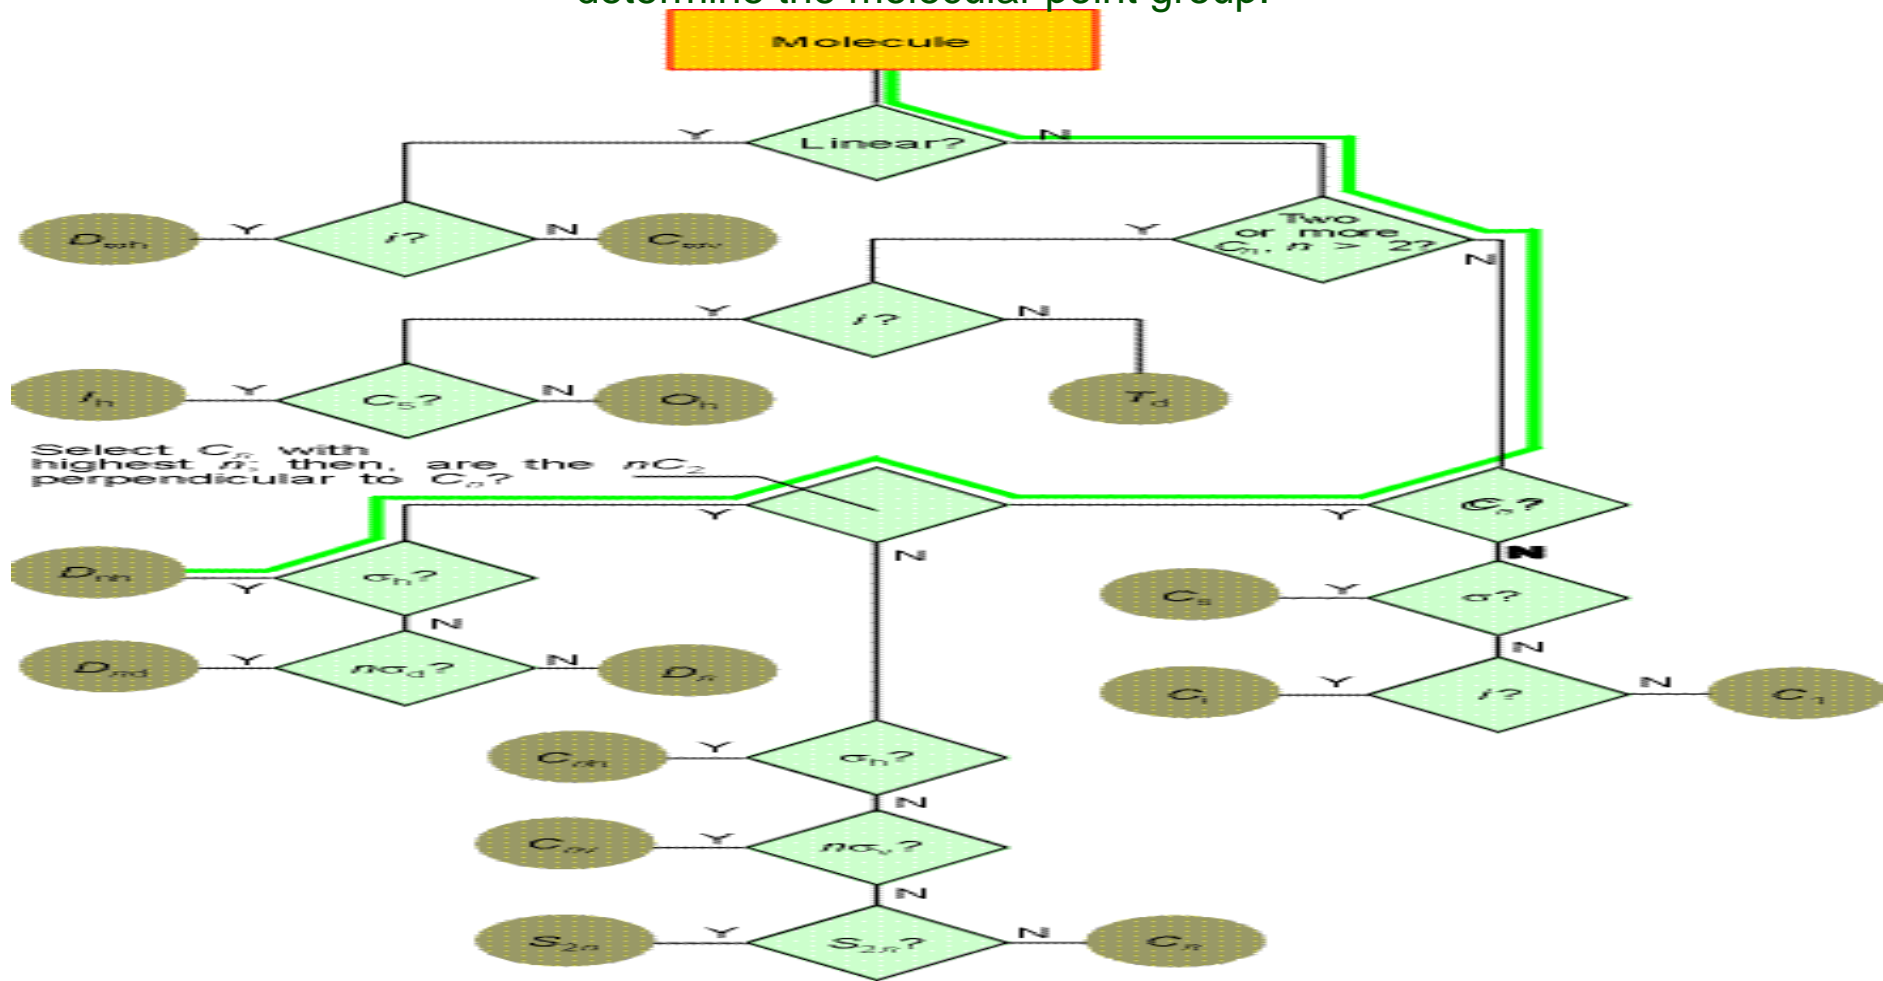 determine the molecular point group.
Molecule
Linear?
Y
N
D∞h
Y
i?
N
C∞v
Two
or more
Cn, n > 2?
Y
N
i?
Y
N
Ih
Y
C5?
N
Oh
Td
Select Cn with
highest n; then, are the nC2
perpendicular to Cn?
Y
N
Cn?
Y
N
Dnh
Y
σh?
N
Dnd
Y
nσd?
N
Dn
Cs
Y
σ?
N
Ci
Y
i?
N
C1
Cnh
Y
σh?
N
Cnv
Y
nσv?
N
S2n
Y
S2n?
N
Cn